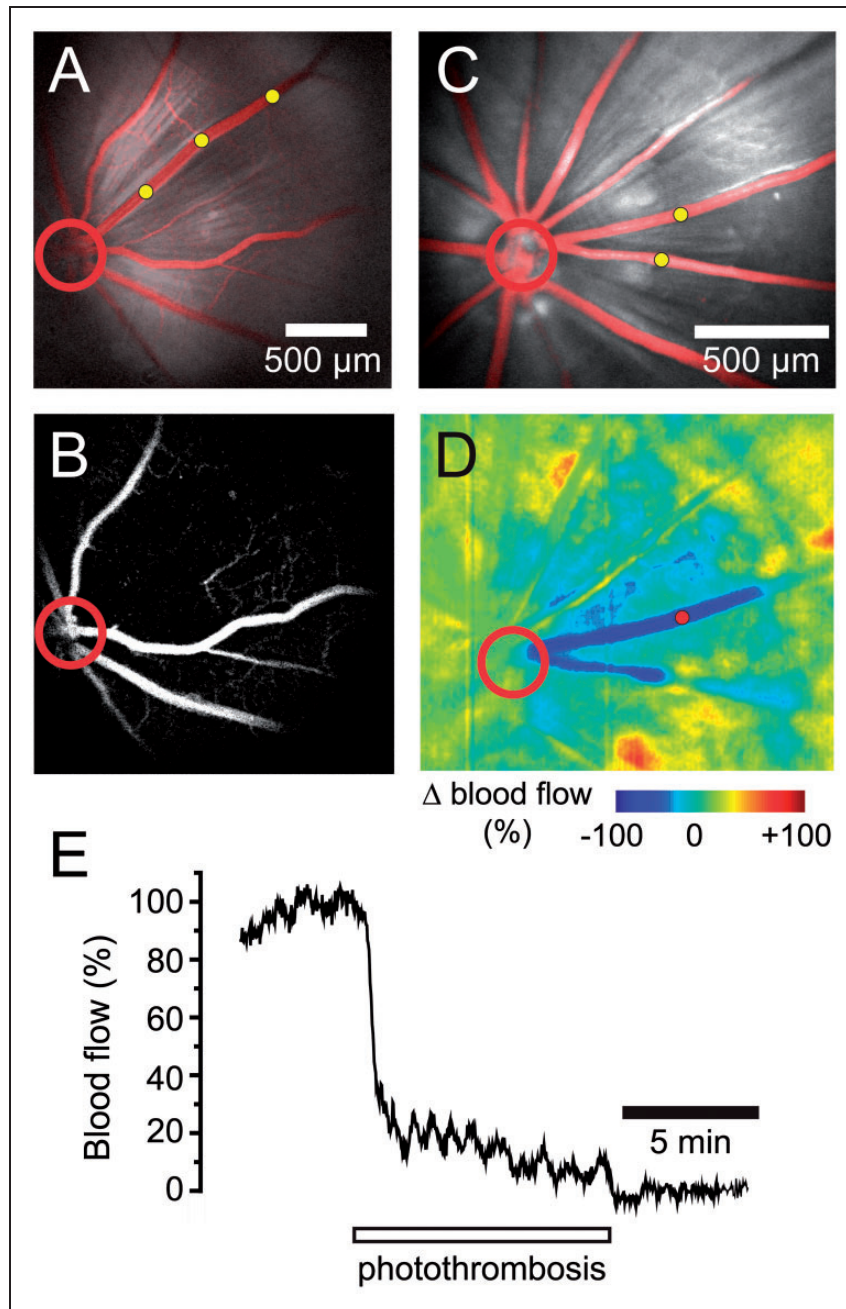 A
C
500 µm
500 µm
B
D
Δ blood flow
(%)
-100
0
+100
E
Blood flow (%)
100
80
60
40
20
0
5 min
photothrombosis